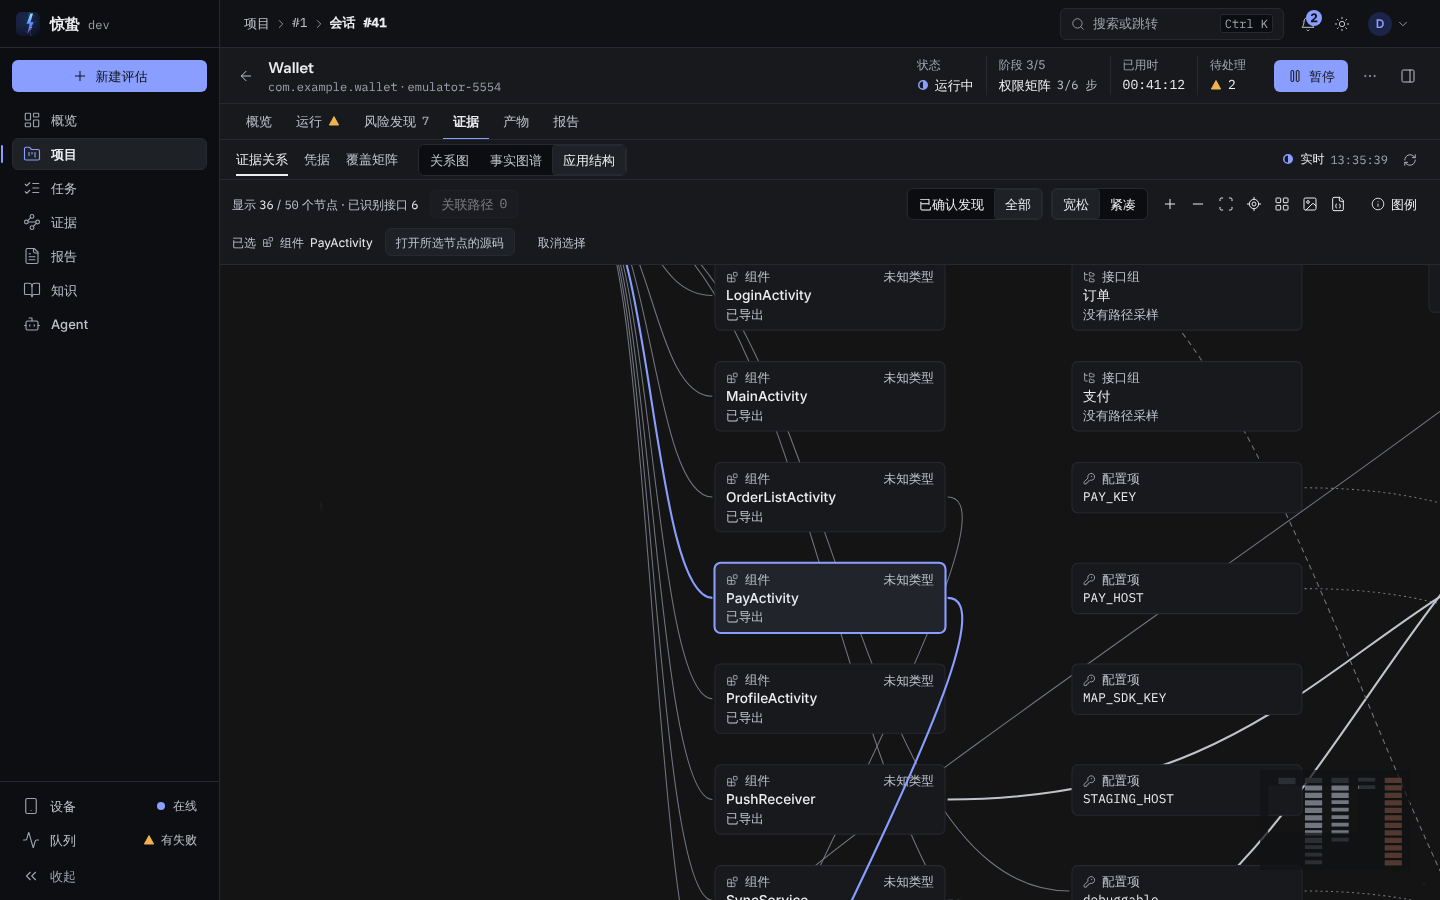 惊蛰 dev
项目 > #1 > 会话 #41
搜索或跳转 Ctrl K
2
D
新建评估
概览
项目
任务
证据
报告
知识
Agent
设备 在线
队列 有失败
收起
Wallet
com.example.wallet · emulator-5554
状态
运行中
阶段 3/5
权限矩阵 3/6 步
已用时
00:41:12
待处理
2
暂停
概览 运行 风险发现 7 证据 产物 报告
证据关系 凭据 覆盖矩阵 关系图 事实图谱 应用结构
实时 13:35:39
显示 36 / 50 个节点 · 已识别接口 6 关联路径 0
已确认发现 全部 宽松 紧凑 图例
已选 组件 PayActivity 打开所选节点的源码 取消选择
组件 未知类型
LoginActivity
已导出
组件 未知类型
MainActivity
已导出
组件 未知类型
OrderListActivity
已导出
组件 未知类型
PayActivity
已导出
组件 未知类型
ProfileActivity
已导出
组件 未知类型
PushReceiver
已导出
组件 未知类型
SyncService
接口组
订单
没有路径采样
接口组
支付
没有路径采样
配置项
PAY_KEY
配置项
PAY_HOST
配置项
MAP_SDK_KEY
配置项
STAGING_HOST
配置项
debuggable